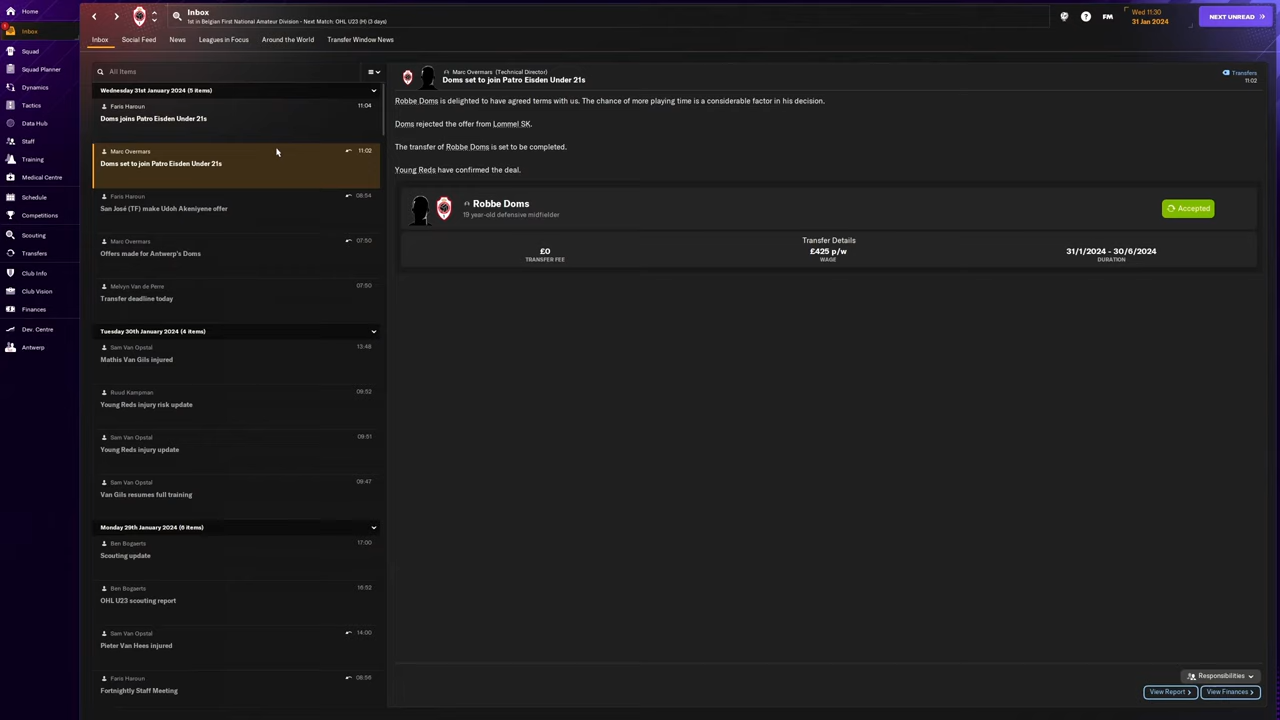 Home
Inbox
1st in Belgian First National Amateur Division - Next Match: OHL U23 (H) (3 days)
FM
Wed 11:30
31 Jan 2024
NEXT UNREAD
1
Inbox
Inbox
Social Feed
News
Leagues in Focus
Around the World
Transfer Window News
Squad
Squad Planner
Dynamics
Tactics
Data Hub
Staff
Training
Medical Centre
Schedule
Competitions
Scouting
Transfers
Club Info
Club Vision
Finances
Dev. Centre
Antwerp
All Items
Wednesday 31st January 2024 (5 items)
Faris Haroun
11:04
Doms joins Patro Eisden Under 21s
Marc Overmars
11:02
Doms set to join Patro Eisden Under 21s
Faris Haroun
08:54
San José (TF) make Udoh Akeniyene offer
Marc Overmars
07:50
Offers made for Antwerp's Doms
Melvyn Van de Perre
07:50
Transfer deadline today
Tuesday 30th January 2024 (4 items)
Sam Van Opstal
13:48
Mathis Van Gils injured
Ruud Kampman
09:52
Young Reds injury risk update
Sam Van Opstal
09:51
Young Reds injury update
Sam Van Opstal
09:47
Van Gils resumes full training
Monday 29th January 2024 (6 items)
Ben Bogaerts
17:00
Scouting update
Ben Bogaerts
16:52
OHL U23 scouting report
Sam Van Opstal
14:00
Pieter Van Hees injured
Faris Haroun
08:56
Fortnightly Staff Meeting
Marc Overmars (Technical Director)
Doms set to join Patro Eisden Under 21s
Transfers
11:02
Robbe Doms is delighted to have agreed terms with us. The chance of more playing time is a considerable factor in his decision.
Doms rejected the offer from Lommel SK.
The transfer of Robbe Doms is set to be completed.
Young Reds have confirmed the deal.
Robbe Doms
19 year-old defensive midfielder
Accepted
Transfer Details
£0
TRANSFER FEE
£425 p/w
WAGE
31/1/2024 - 30/6/2024
DURATION
Responsibilities
View Report
View Finances